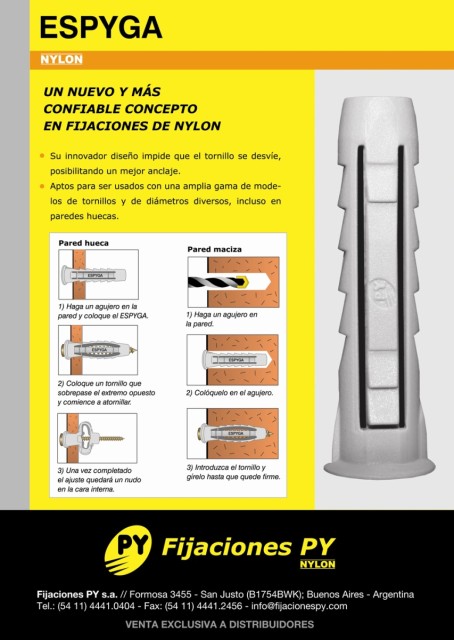 ESPYGA
NYLON
UN NUEVO Y MÁS
CONFIABLE CONCEPTO
EN FIJACIONES DE NYLON
Su innovador diseño impide que el tornillo se desvíe,
posibilitando un mejor anclaje.
Aptos para ser usados con una amplia gama de mode-
los de tornillos y de diámetros diversos, incluso en
paredes huecas.
Pared hueca
ESPYGA
1) Haga un agujero en la
pared y coloque el ESPYGA.
ESPYGA
2) Coloque un tornillo que
sobrepase el extremo opuesto
y comience a atornillar.
3) Una vez completado
el ajuste quedará un nudo
en la cara interna.
Pared maciza
1) Haga un agujero en
la pared.
ESPYGA
2) Colóquelo en el agujero.
ESPYGA
3) Introduzca el tornillo y
gírelo hasta que quede firme.
PY Fijaciones PY
NYLON
Fijaciones PY s.a. // Formosa 3455 - San Justo (B1754BWK); Buenos Aires - Argentina
Tel.: (54 11) 4441.0404 - Fax: (54 11) 4441.2456 - info@fijacionespy.com
VENTA EXCLUSIVA A DISTRIBUIDORES